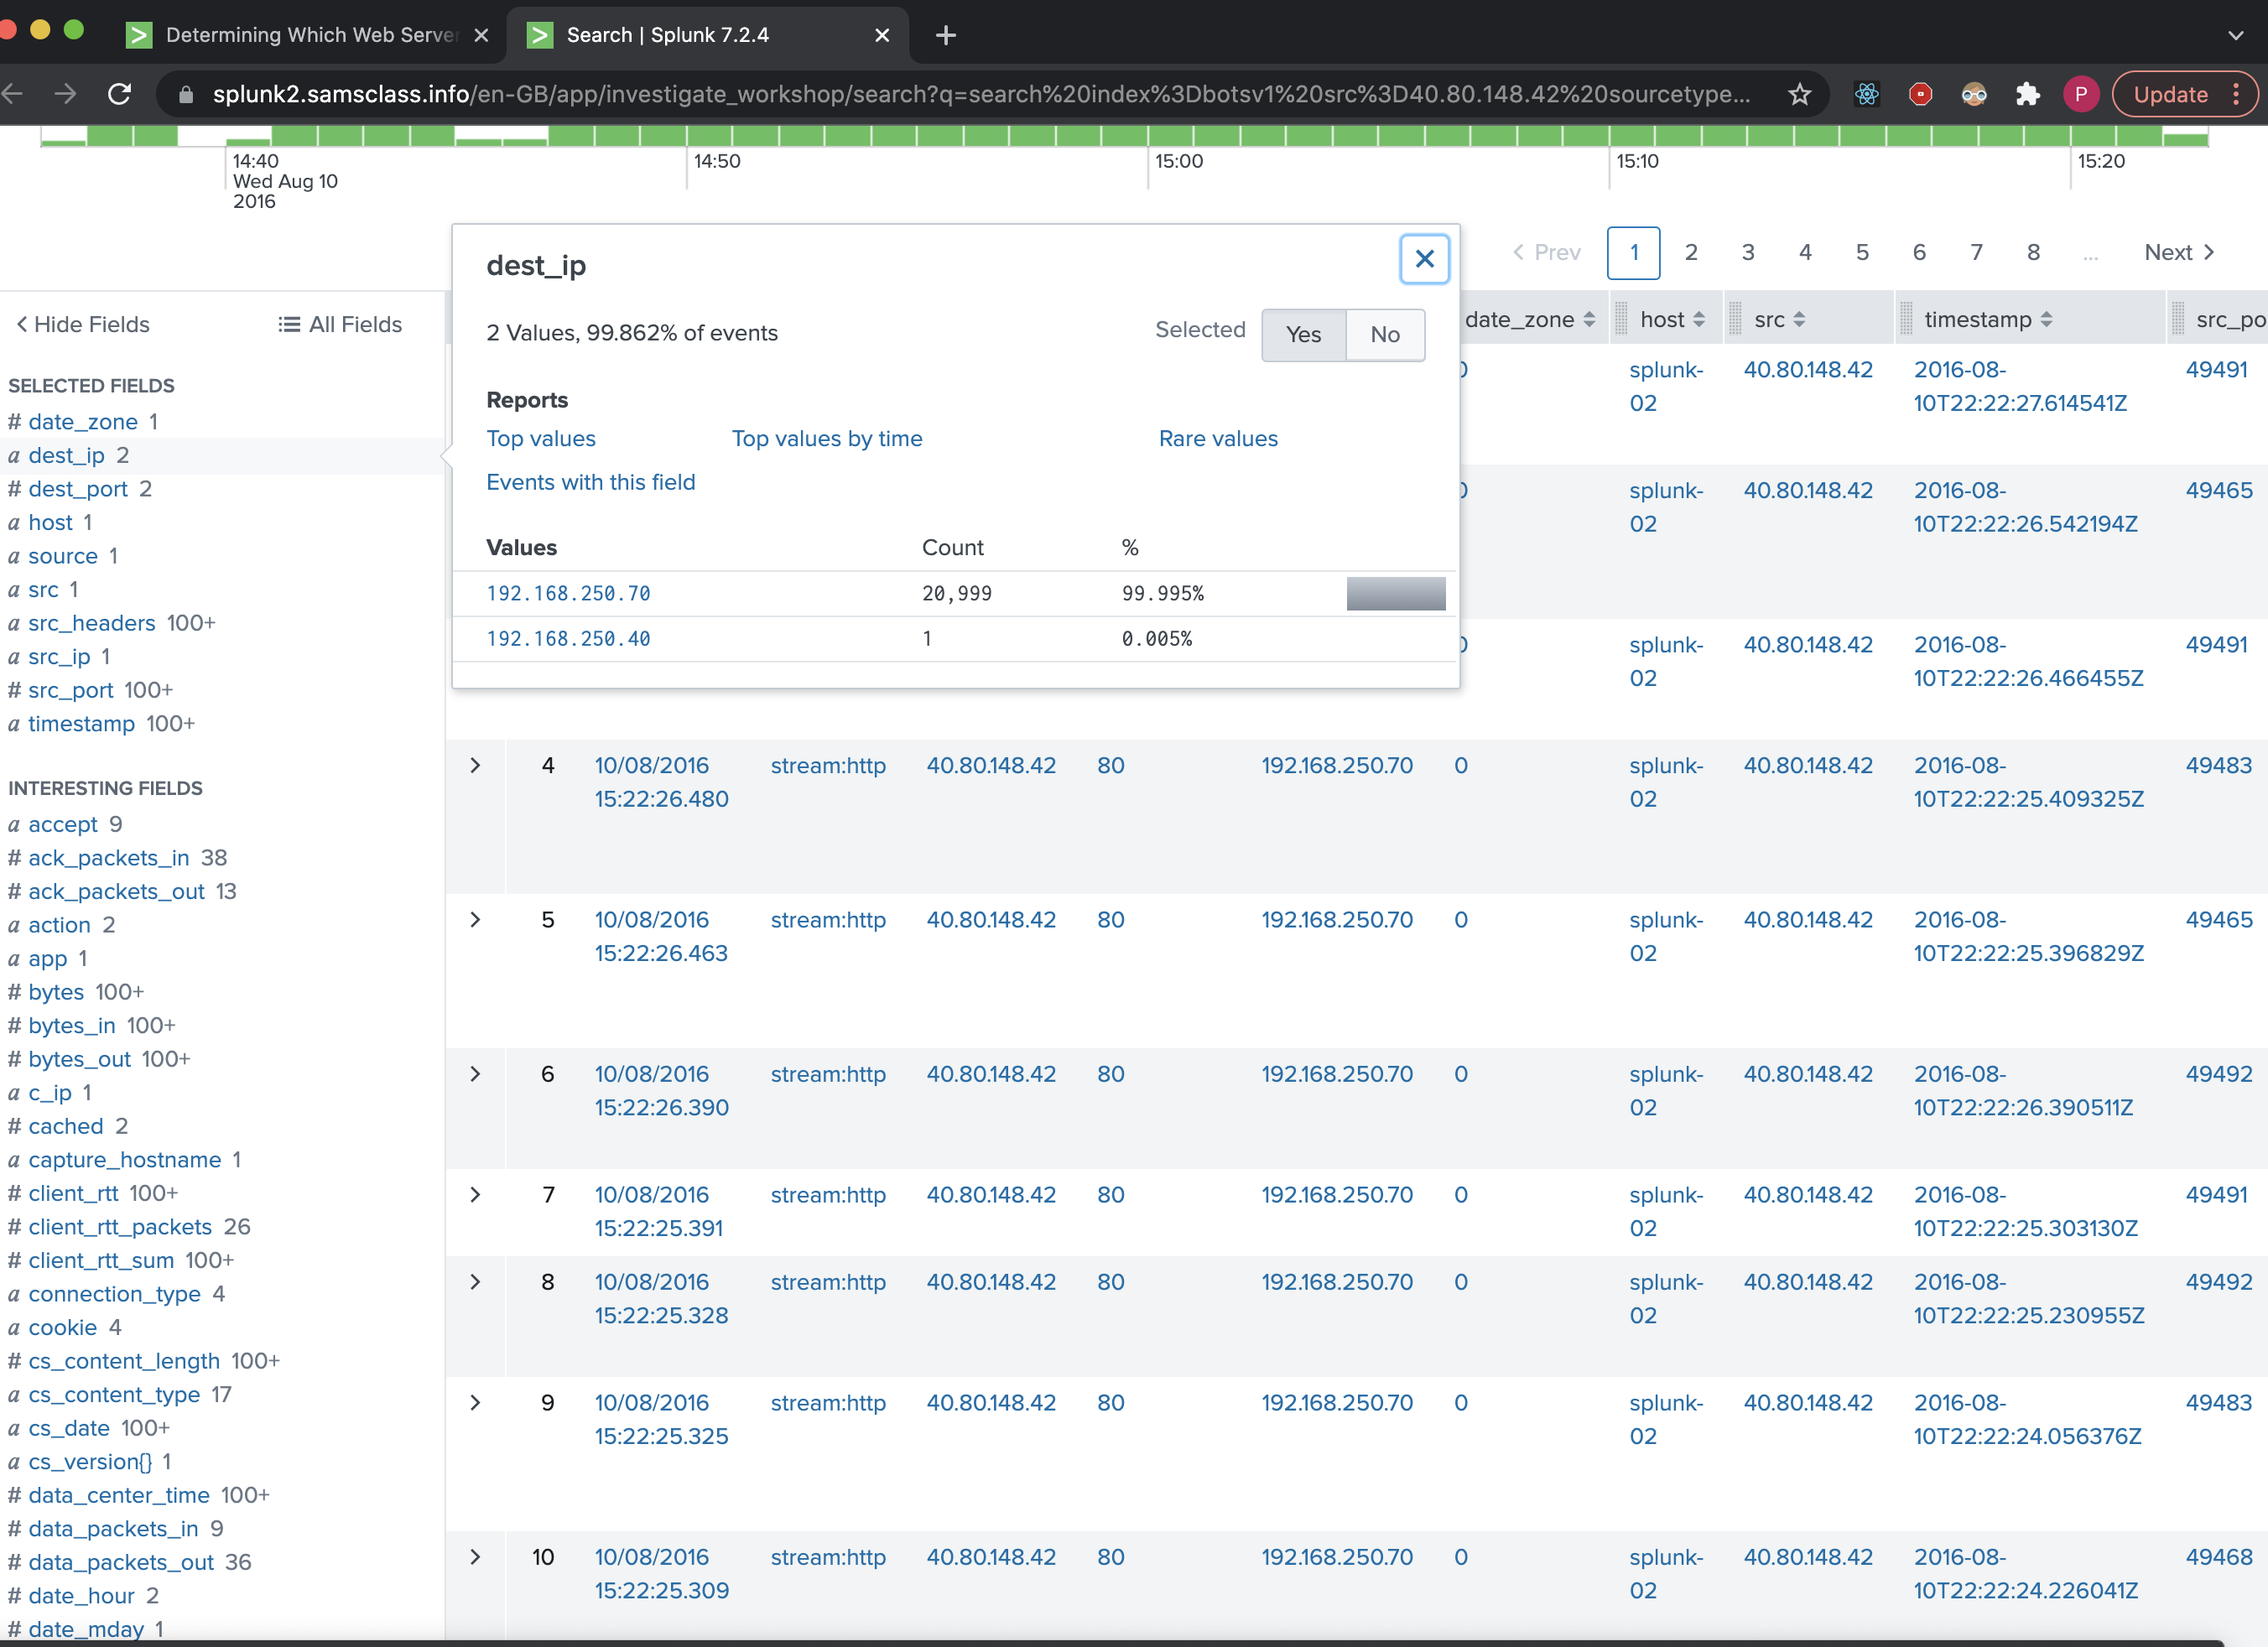 Determining Which Web Server
Search | Splunk 7.2.4
splunk2.samsclass.info/en-GB/app/investigate_workshop/search?q=search%20index%3Dbotsv1%20src%3D40.80.148.42%20sourcetype...
P
Update
14:40
Wed Aug 10
2016
14:50
15:00
15:10
15:20
Prev 1 2 3 4 5 6 7 8 ... Next
Hide Fields
All Fields
SELECTED FIELDS
# date_zone 1
a dest_ip 2
# dest_port 2
a host 1
a source 1
a src 1
a src_headers 100+
a src_ip 1
# src_port 100+
a timestamp 100+
INTERESTING FIELDS
a accept 9
# ack_packets_in 38
# ack_packets_out 13
a action 2
a app 1
# bytes 100+
# bytes_in 100+
# bytes_out 100+
a c_ip 1
# cached 2
a capture_hostname 1
# client_rtt 100+
# client_rtt_packets 26
# client_rtt_sum 100+
a connection_type 4
a cookie 4
# cs_content_length 100+
a cs_content_type 17
a cs_date 100+
a cs_version{} 1
# data_center_time 100+
# data_packets_in 9
# data_packets_out 36
# date_hour 2
# date_mday 1
dest_ip
2 Values, 99.862% of events
Selected Yes No
Reports
Top values Top values by time Rare values
Events with this field
Values Count %
192.168.250.70 20,999 99.995%
192.168.250.40 1 0.005%
date_zone host src timestamp src_po
splunk- 40.80.148.42 2016-08- 49491
02 10T22:22:27.614541Z
splunk- 40.80.148.42 2016-08- 49465
02 10T22:22:26.542194Z
splunk- 40.80.148.42 2016-08- 49491
02 10T22:22:26.466455Z
4 10/08/2016 stream:http 40.80.148.42 80 192.168.250.70 0 splunk- 40.80.148.42 2016-08- 49483
15:22:26.480 02 10T22:22:25.409325Z
5 10/08/2016 stream:http 40.80.148.42 80 192.168.250.70 0 splunk- 40.80.148.42 2016-08- 49465
15:22:26.463 02 10T22:22:25.396829Z
6 10/08/2016 stream:http 40.80.148.42 80 192.168.250.70 0 splunk- 40.80.148.42 2016-08- 49492
15:22:26.390 02 10T22:22:26.390511Z
7 10/08/2016 stream:http 40.80.148.42 80 192.168.250.70 0 splunk- 40.80.148.42 2016-08- 49491
15:22:25.391 02 10T22:22:25.303130Z
8 10/08/2016 stream:http 40.80.148.42 80 192.168.250.70 0 splunk- 40.80.148.42 2016-08- 49492
15:22:25.328 02 10T22:22:25.230955Z
9 10/08/2016 stream:http 40.80.148.42 80 192.168.250.70 0 splunk- 40.80.148.42 2016-08- 49483
15:22:25.325 02 10T22:22:24.056376Z
10 10/08/2016 stream:http 40.80.148.42 80 192.168.250.70 0 splunk- 40.80.148.42 2016-08- 49468
15:22:25.309 02 10T22:22:24.226041Z